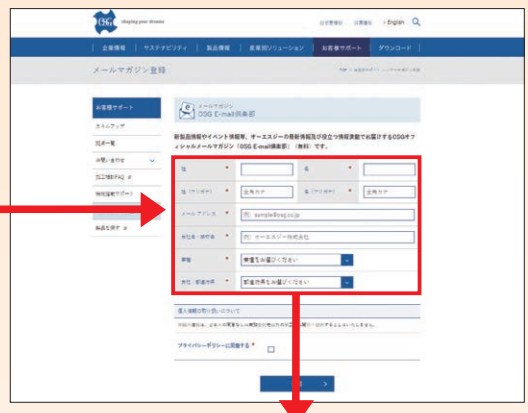 OSG shaping your dreams
English
企業情報 サステナビリティ 製品情報 産業別ソリューション お客様サポート ダウンロード
メールマガジン登録
お客様サポート
メールマガジン
OSG E-mail倶楽部
拠点一覧
お問い合わせ
新製品情報やイベント情報等、オーエスジーの最新情報及び役立つ情報満載でお届けするOSGオフ
ィシャルメールマガジン「OSG E-mail倶楽部」(無料)です。
姓 * 名 *
姓(フリガナ) * 全角カナ 名(フリガナ) * 全角カナ
メールアドレス * 例) sample@osg.co.jp
会社名・学校名 * 例) オーエスジー株式会社
業種 * 業種をお選びください
会社:都道府県 * 都道府県をお選びください
製品を探す
個人情報の取り扱いについて
プライバシーポリシーに同意する *